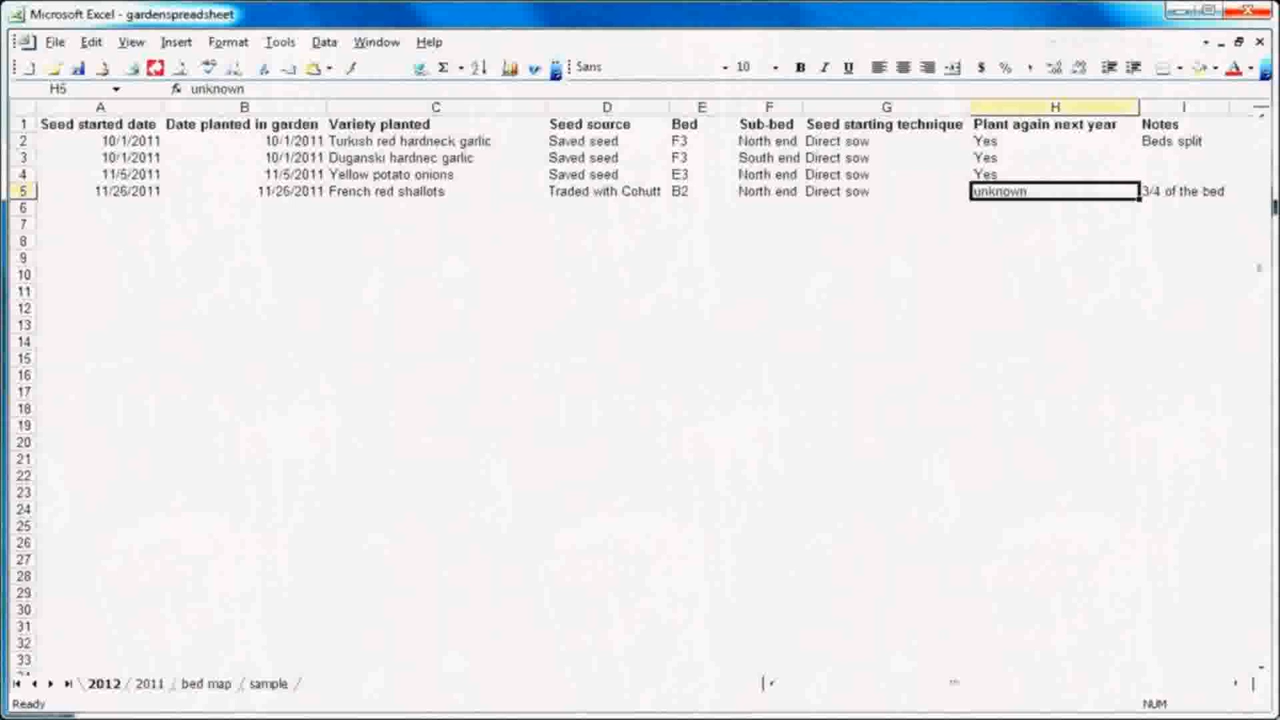 Microsoft Excel - gardenspreadsheet
File Edit View Insert Format Tools Data Window Help
Sans 10 B I U $ %
H5 fx unknown
A B C D E F G H I
1 Seed started date Date planted in garden Variety planted Seed source Bed Sub-bed Seed starting technique Plant again next year Notes
2 10/1/2011 10/1/2011 Turkish red hardneck garlic Saved seed F3 North end Direct sow Yes Beds split
3 10/1/2011 10/1/2011 Duganski hardnec garlic Saved seed F3 South end Direct sow Yes
4 11/5/2011 11/5/2011 Yellow potato onions Saved seed E3 North end Direct sow Yes
5 11/26/2011 11/26/2011 French red shallots Traded with Cohutt B2 North end Direct sow unknown 3/4 of the bed
6
7
8
9
10
11
12
13
14
15
16
17
18
19
20
21
22
23
24
25
26
27
28
29
30
31
32
33
2012 2011 bed map sample
Ready NUM